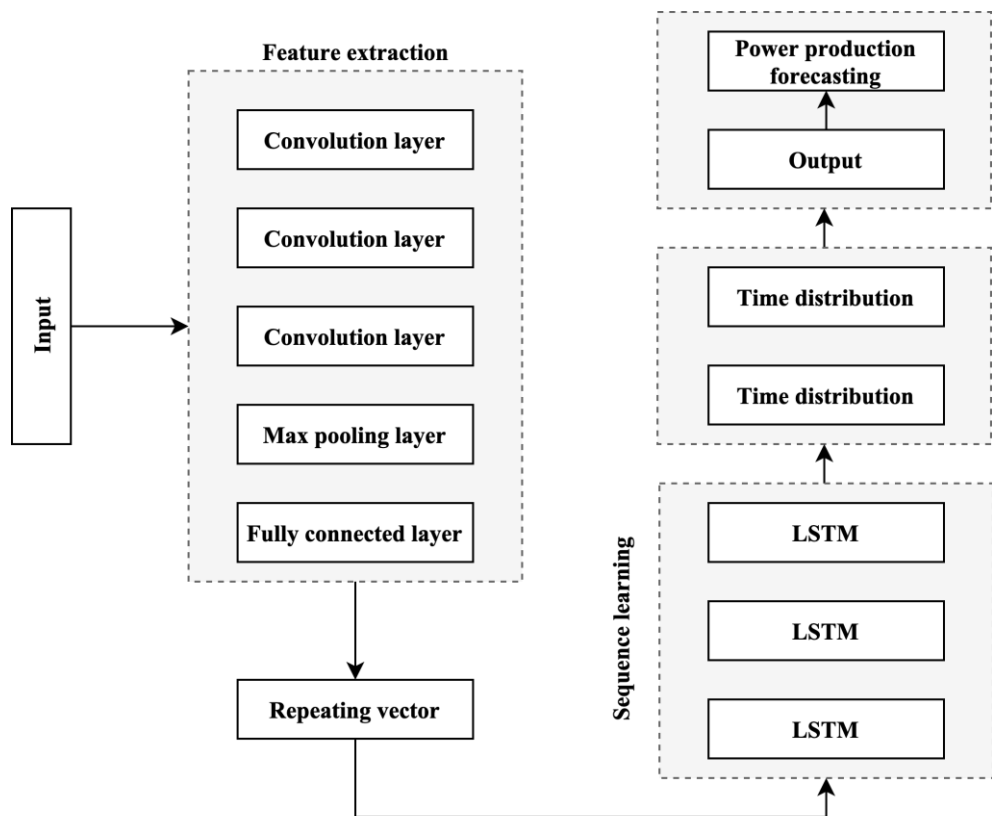 Feature extraction
Convolution layer
Convolution layer
Convolution layer
Max pooling layer
Fully connected layer
Input
Repeating vector
Power production
forecasting
Output
Time distribution
Time distribution
LSTM
LSTM
LSTM
Sequence learning